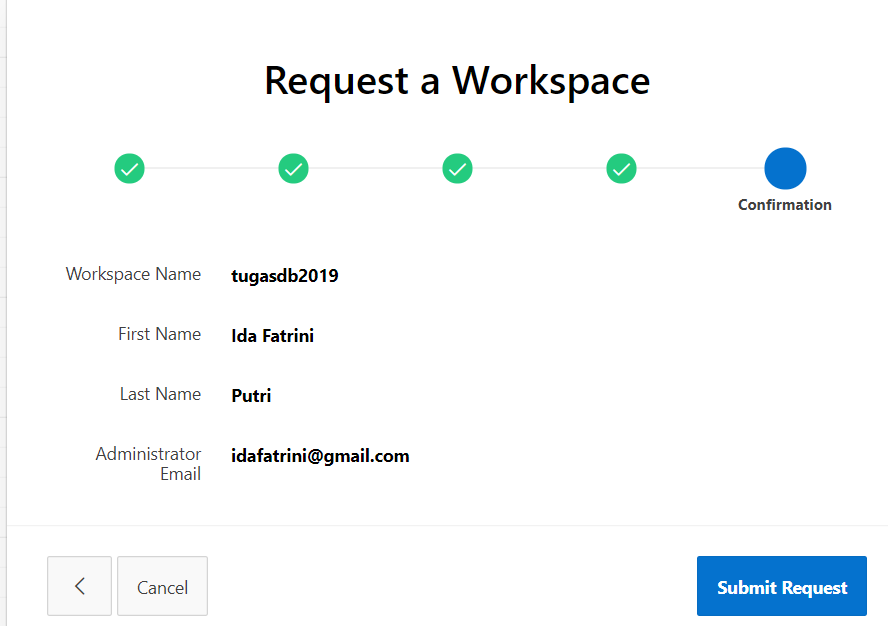 Request a Workspace
Confirmation
Workspace Name tugasdb2019
First Name Ida Fatrini
Last Name Putri
Administrator Email idafatrini@gmail.com
Cancel
Submit Request